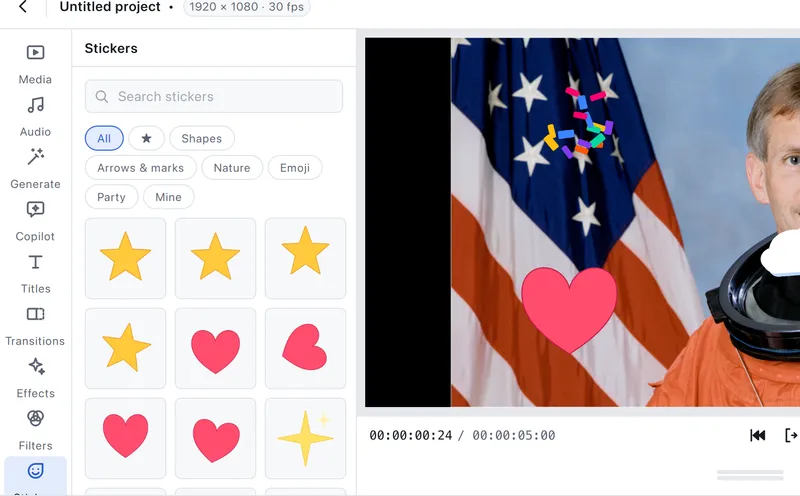 Untitled project • 1920 × 1080 · 30 fps
Stickers
Media
Search stickers
Audio
All ★ Shapes
Generate
Arrows & marks Nature Emoji
Party Mine
Copilot
Titles
Transitions
Effects
Filters
00:00:00:24 / 00:00:05:00